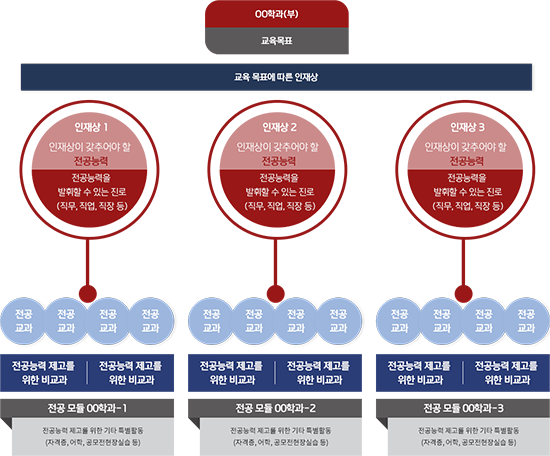 OO학과(부)
교육목표
교육 목표에 따른 인재상
인재상 1
인재상이 갖추어야 할
전공능력
전공능력을
발휘할 수 있는 진로
(직무, 직업, 직장 등)
인재상 2
인재상이 갖추어야 할
전공능력
전공능력을
발휘할 수 있는 진로
(직무, 직업, 직장 등)
인재상 3
인재상이 갖추어야 할
전공능력
전공능력을
발휘할 수 있는 진로
(직무, 직업, 직장 등)
전공
교과
전공
교과
전공
교과
전공
교과
전공
교과
전공
교과
전공
교과
전공
교과
전공
교과
전공
교과
전공
교과
전공
교과
전공능력 제고를
위한 비교과
전공능력 제고를
위한 비교과
전공능력 제고를
위한 비교과
전공능력 제고를
위한 비교과
전공능력 제고를
위한 비교과
전공능력 제고를
위한 비교과
전공 모듈 00학과-1
전공능력 제고를 위한 기타 특별활동
(자격증, 어학, 공모전현장실습 등)
전공 모듈 00학과-2
전공능력 제고를 위한 기타 특별활동
(자격증, 어학, 공모전현장실습 등)
전공 모듈 00학과-3
전공능력 제고를 위한 기타 특별활동
(자격증, 어학, 공모전현장실습 등)